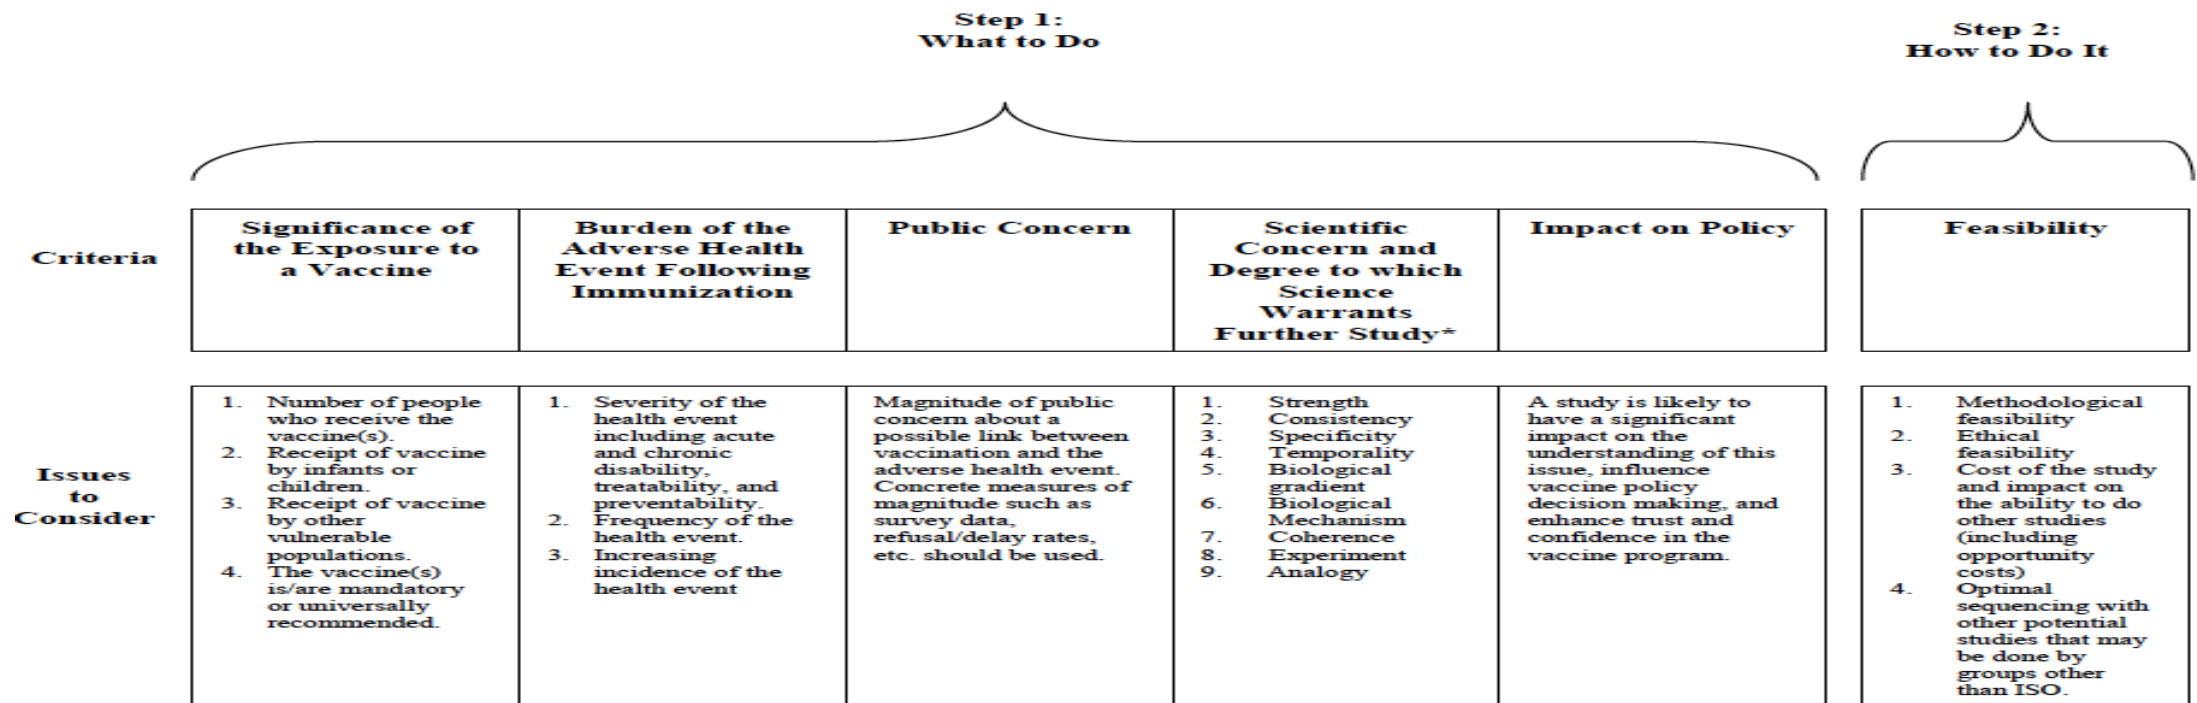 Step 1:
What to Do
Step 2:
How to Do It
Criteria
Significance of
the Exposure to
a Vaccine
Burden of the
Adverse Health
Event Following
Immunization
Public Concern
Scientific
Concern and
Degree to which
Science
Warrants
Further Study*
Impact on Policy
Feasibility
Issues
to
Consider
1. Number of people
who receive the
vaccine(s).
2. Receipt of vaccine
by infants or
children.
3. Receipt of vaccine
by other
vulnerable
populations.
4. The vaccine(s)
is/are mandatory
or universally
recommended.
1. Severity of the
health event
including acute
and chronic
disability,
treatability, and
preventability.
2. Frequency of the
health event.
3. Increasing
incidence of the
health event
Magnitude of public
concern about a
possible link between
vaccination and the
adverse health event.
Concrete measures of
magnitude such as
survey data,
refusal/delay rates,
etc. should be used.
1. Strength
2. Consistency
3. Specificity
4. Temporality
5. Biological
gradient
6. Biological
Mechanism
7. Coherence
8. Experiment
9. Analogy
A study is likely to
have a significant
impact on the
understanding of this
issue, influence
vaccine policy
decision making, and
enhance trust and
confidence in the
vaccine program.
1. Methodological
feasibility
2. Ethical
feasibility
3. Cost of the study
and impact on
the ability to do
other studies
(including
opportunity
costs)
4. Optimal
sequencing with
other potential
studies that may
be done by
groups other
than ISO.